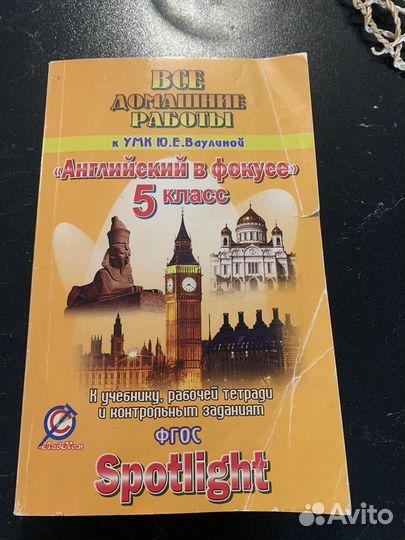 ВСЕ
ДОМАШНИЕ
РАБОТЫ
к УМК Ю.Е.Ваулиной
«Английский в фокусе»
5 класс
К учебнику, рабочей тетради
и контрольным заданиям
ФГОС
Spotlight
Avito